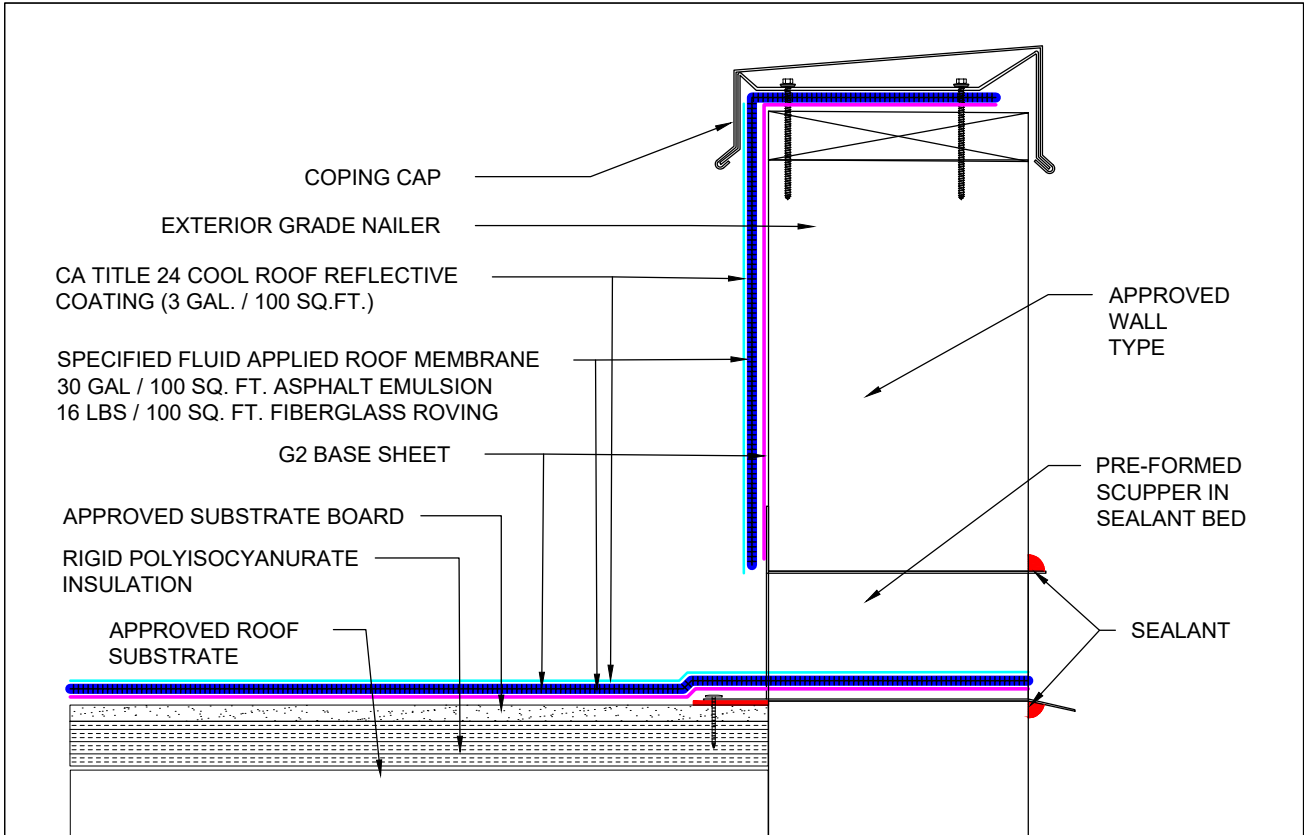 COPING CAP
EXTERIOR GRADE NAILER
CA TITLE 24 COOL ROOF REFLECTIVE
COATING (3 GAL. / 100 SQ.FT.)
SPECIFIED FLUID APPLIED ROOF MEMBRANE
30 GAL / 100 SQ. FT. ASPHALT EMULSION
16 LBS / 100 SQ. FT. FIBERGLASS ROVING
G2 BASE SHEET
APPROVED SUBSTRATE BOARD
RIGID POLYISOCYANURATE
INSULATION
APPROVED ROOF
SUBSTRATE
APPROVED
WALL
TYPE
PRE-FORMED
SCUPPER IN
SEALANT BED
SEALANT